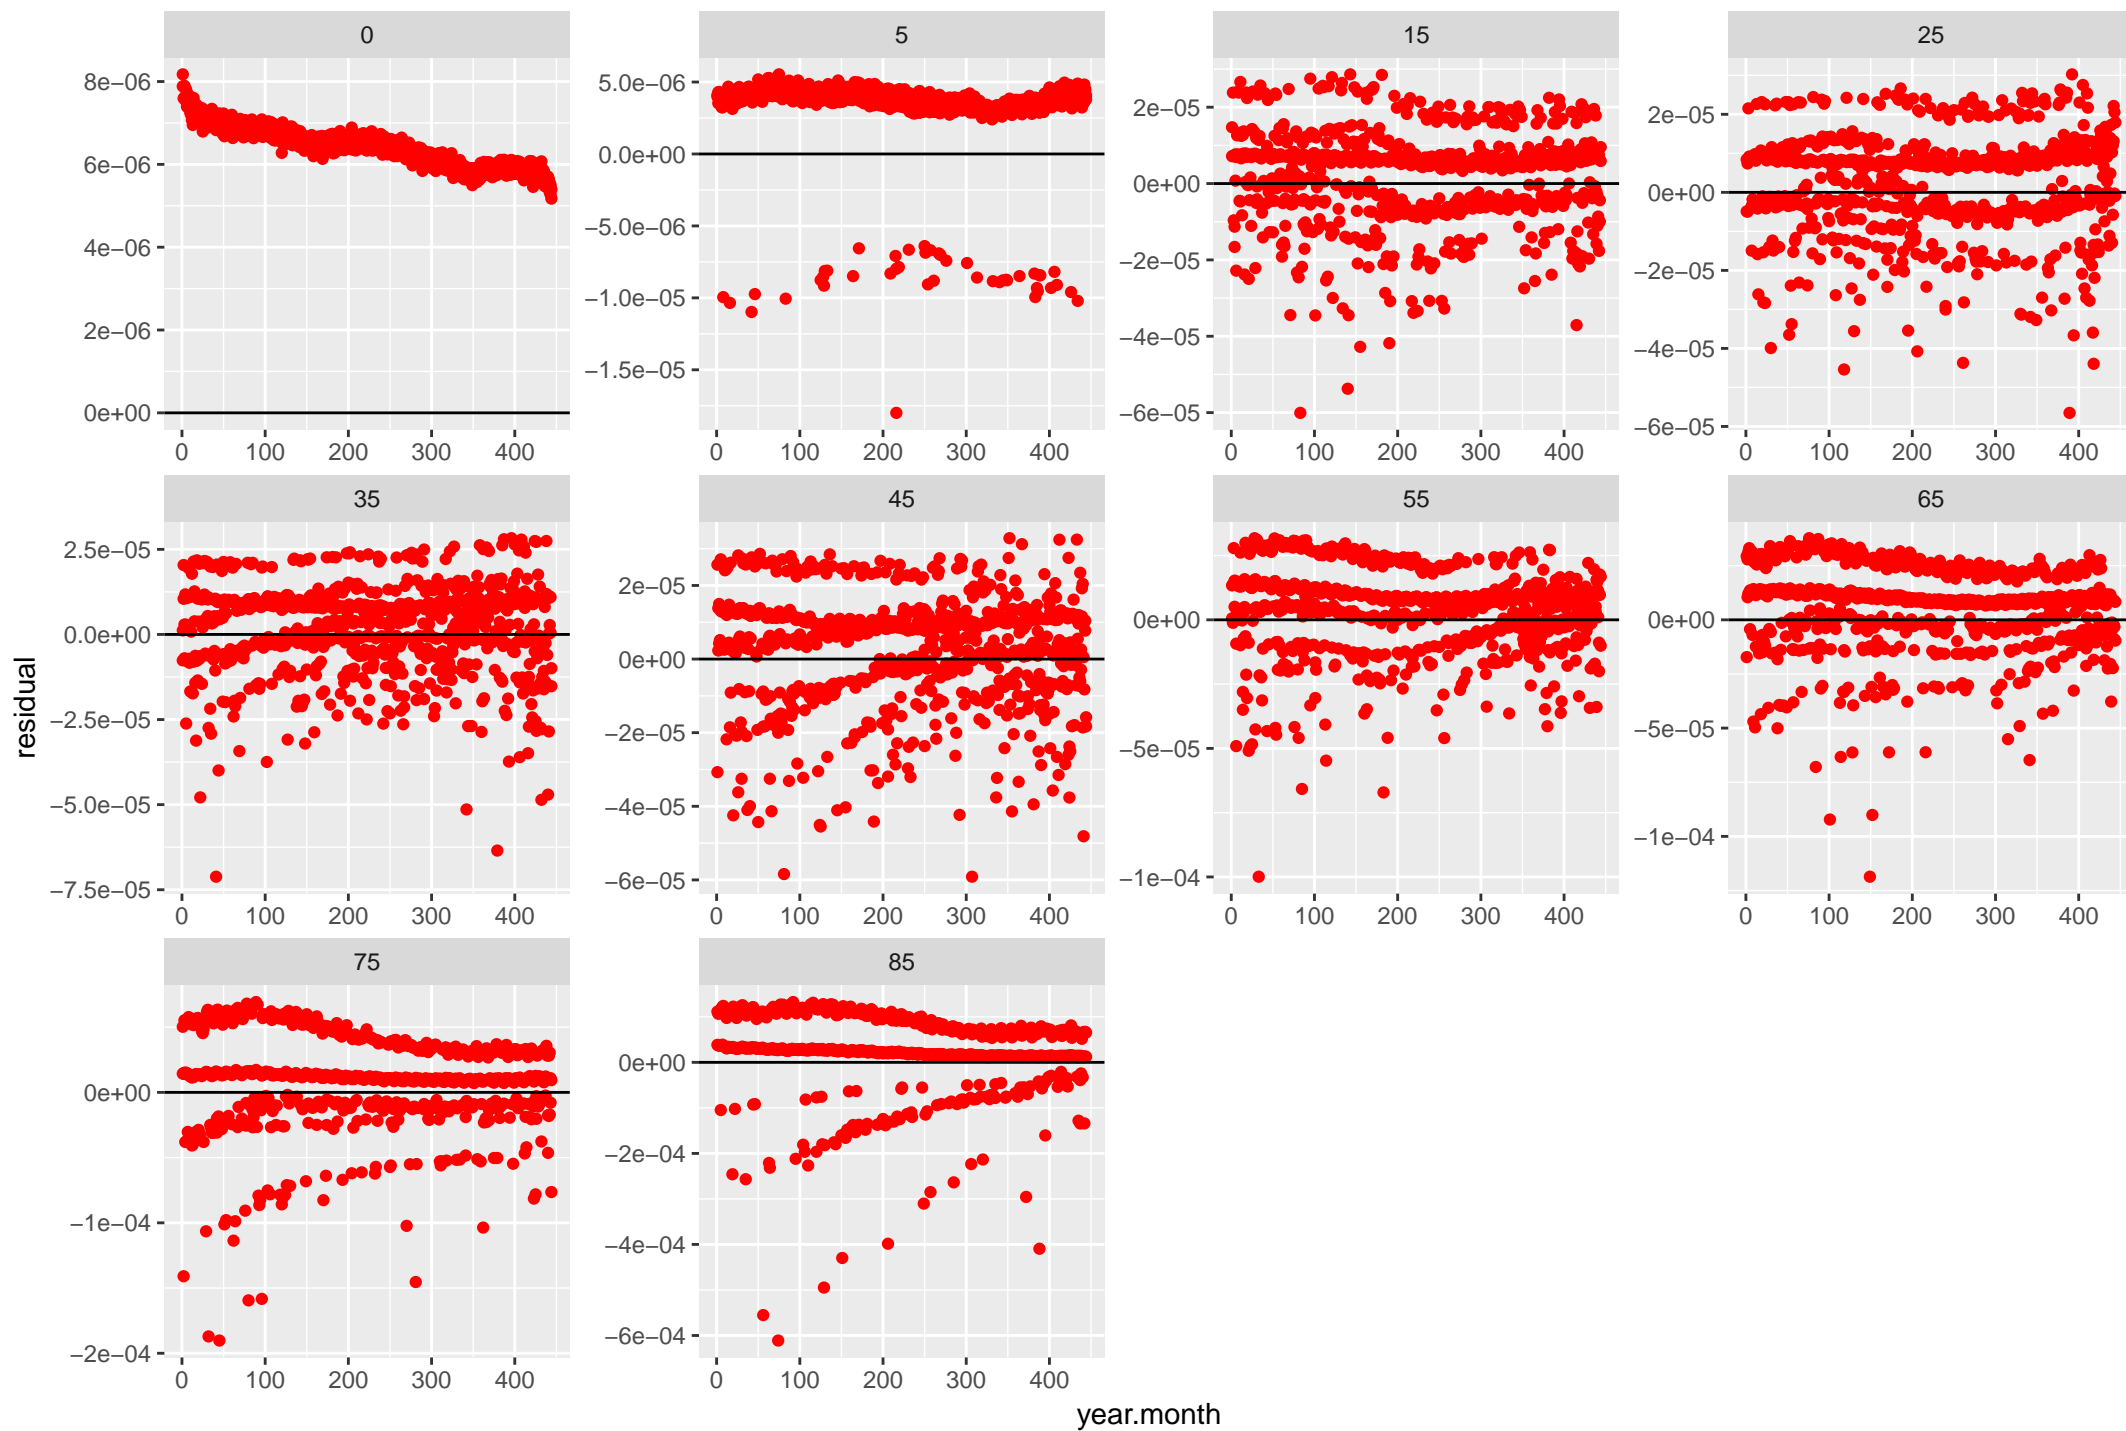 0 5 15 25
8e−06
6e−06
4e−06
2e−06
0e+00
5.0e−06
0.0e+00
−5.0e−06
−1.0e−05
−1.5e−05
2e−05
0e+00
−2e−05
−4e−05
−6e−05
2e−05
0e+00
−2e−05
−4e−05
−6e−05
0 100 200 300 400 0 100 200 300 400 0 100 200 300 400 0 100 200 300 400
35 45 55 65
2.5e−05
0.0e+00
−2.5e−05
−5.0e−05
−7.5e−05
2e−05
0e+00
−2e−05
−4e−05
−6e−05
0e+00
−5e−05
−1e−04
0e+00
−5e−05
−1e−04
0 100 200 300 400 0 100 200 300 400 0 100 200 300 400 0 100 200 300 400
75 85
0e+00
−1e−04
−2e−04
0e+00
−2e−04
−4e−04
−6e−04
0 100 200 300 400 0 100 200 300 400
residual
year.month